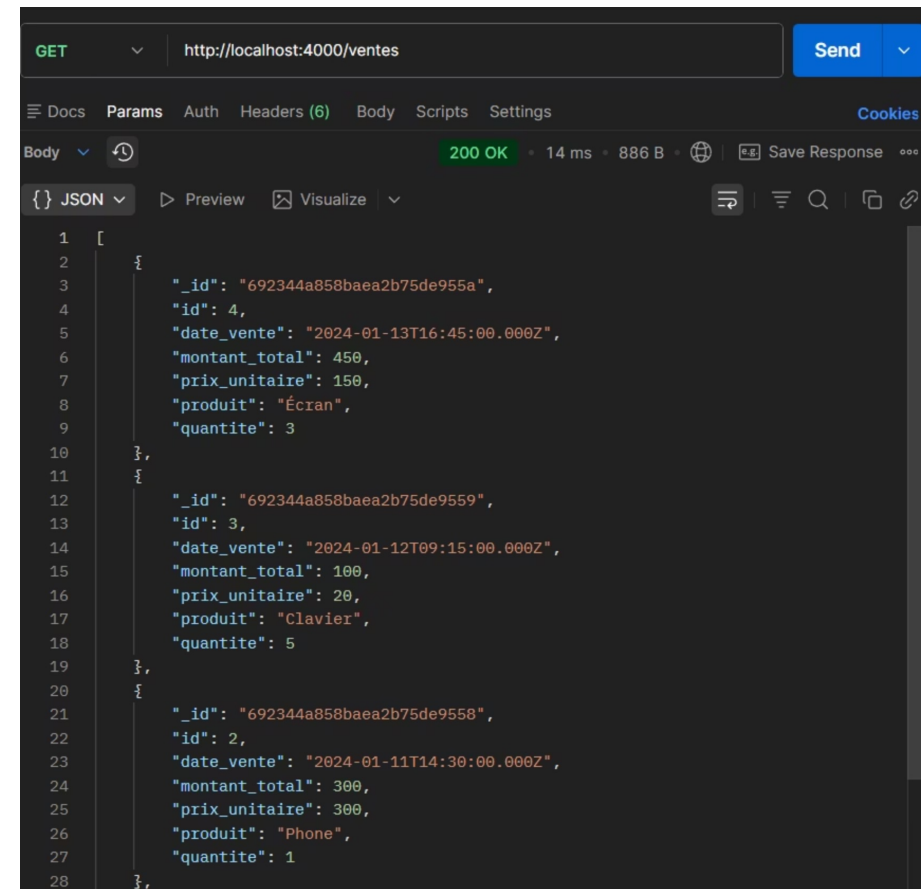 GET http://localhost:4000/ventes Send
Docs Params Auth Headers (6) Body Scripts Settings Cookies
Body 200 OK • 14 ms • 886 B • e.g. Save Response
{} JSON Preview Visualize
1 [
2 {
3 "_id": "692344a858baea2b75de955a",
4 "id": 4,
5 "date_vente": "2024-01-13T16:45:00.000Z",
6 "montant_total": 450,
7 "prix_unitaire": 150,
8 "produit": "Écran",
9 "quantite": 3
10 },
11 {
12 "_id": "692344a858baea2b75de9559",
13 "id": 3,
14 "date_vente": "2024-01-12T09:15:00.000Z",
15 "montant_total": 100,
16 "prix_unitaire": 20,
17 "produit": "Clavier",
18 "quantite": 5
19 },
20 {
21 "_id": "692344a858baea2b75de9558",
22 "id": 2,
23 "date_vente": "2024-01-11T14:30:00.000Z",
24 "montant_total": 300,
25 "prix_unitaire": 300,
26 "produit": "Phone",
27 "quantite": 1
28 },